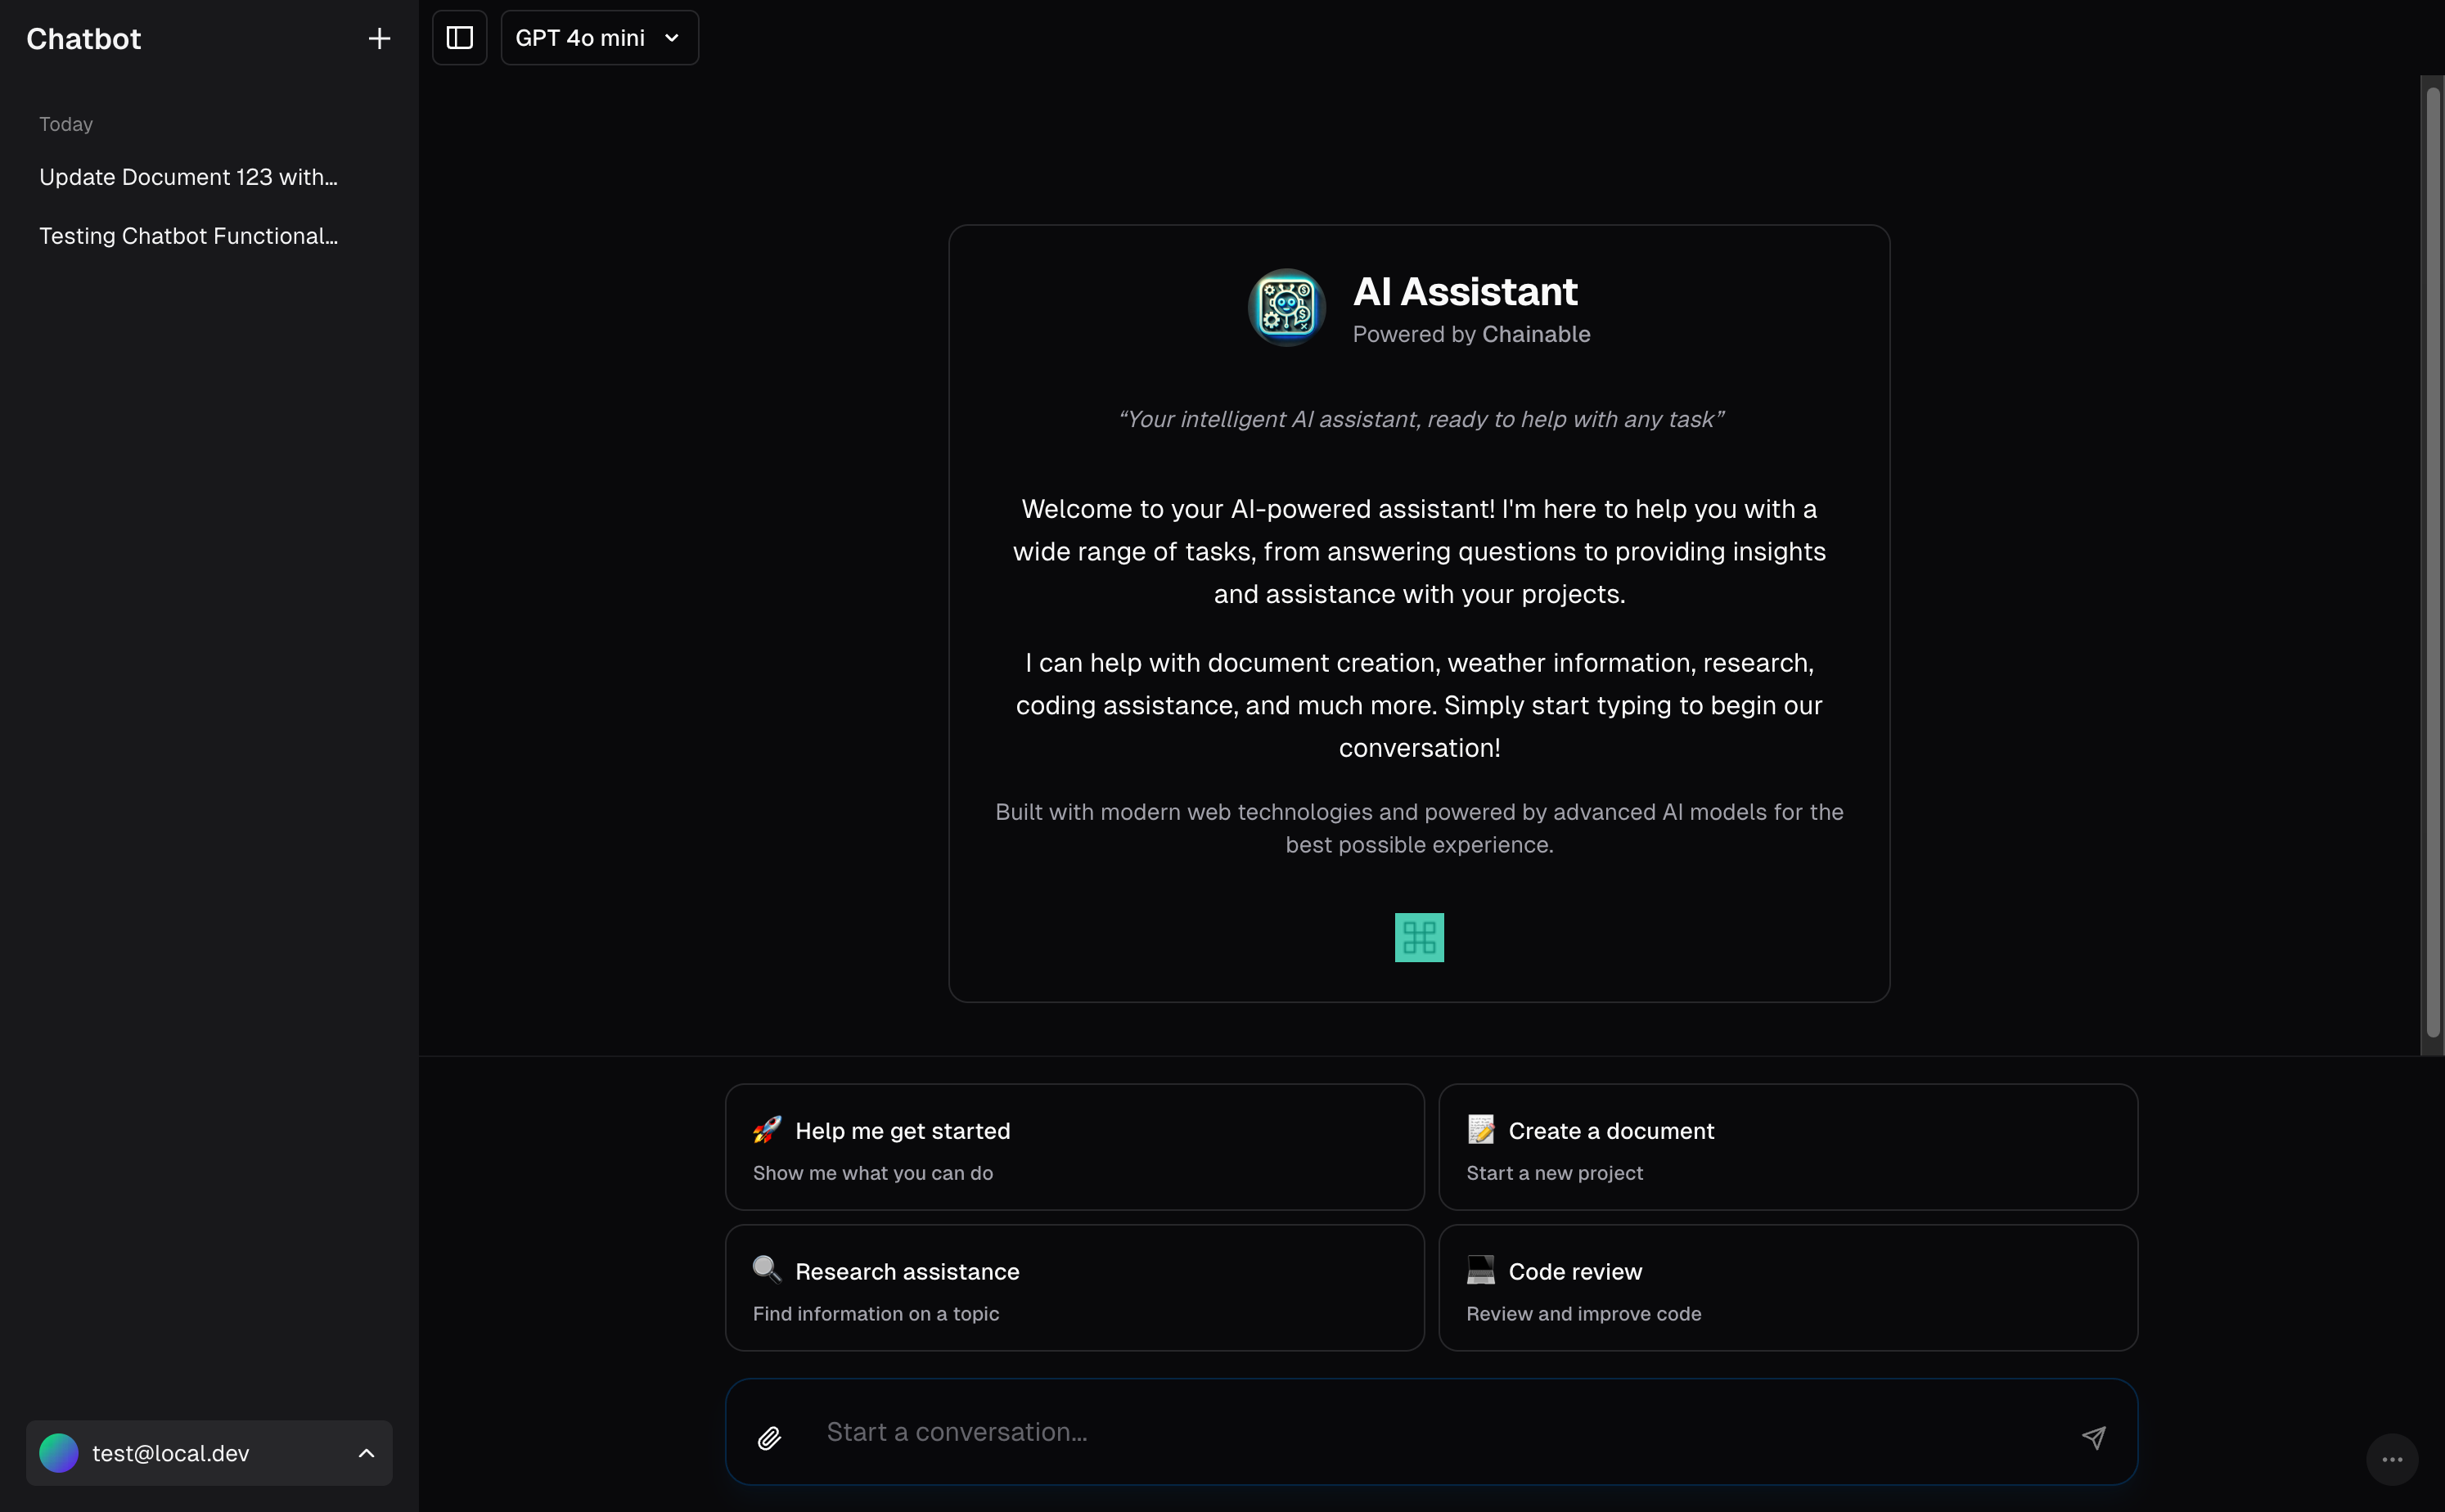 Chatbot
GPT 4o mini
Today
Update Document 123 with...
Testing Chatbot Functional...
AI Assistant
Powered by Chainable
“Your intelligent AI assistant, ready to help with any task”
Welcome to your AI-powered assistant! I'm here to help you with a
wide range of tasks, from answering questions to providing insights
and assistance with your projects.
I can help with document creation, weather information, research,
coding assistance, and much more. Simply start typing to begin our
conversation!
Built with modern web technologies and powered by advanced AI models for the
best possible experience.
🚀 Help me get started
Show me what you can do
📝 Create a document
Start a new project
🔍 Research assistance
Find information on a topic
💻 Code review
Review and improve code
Start a conversation...
test@local.dev